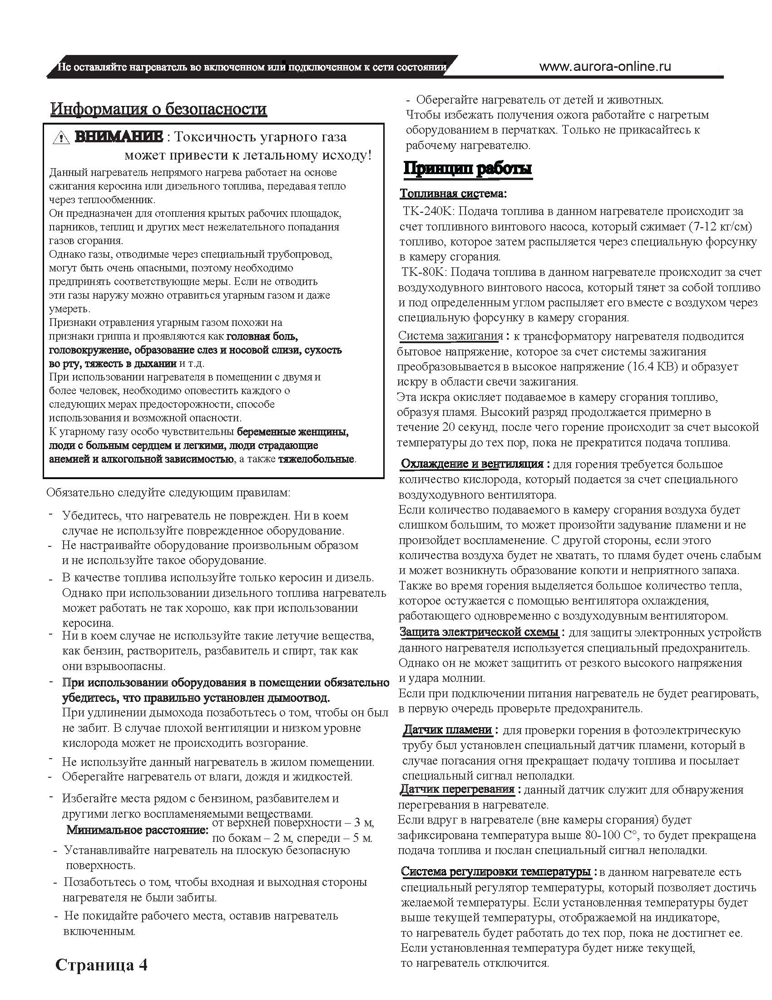 Не оставляйте нагреватель во включенном или подключенном к сети состоянии
www.aurora-online.ru
Информация о безопасности
ВНИМАНИЕ : Токсичность угарного газа
может привести к летальному исходу!
Данный нагреватель непрямого нагрева работает на основе
сжигания керосина или дизельного топлива, передавая тепло
через теплообменник.
Он предназначен для отопления крытых рабочих площадок,
парников, теплиц и других мест нежелательного попадания
газов сгорания.
Однако газы, отводимые через специальный трубопровод,
могут быть очень опасными, поэтому необходимо
предпринять соответствующие меры. Если не отводить
эти газы наружу можно отравиться угарным газом и даже
умереть.
Признаки отравления угарным газом похожи на
признаки гриппа и проявляются как головная боль,
головокружение, образование слез и носовой слизи, сухость
во рту, тяжесть в дыхании и т.д.
При использовании нагревателя в помещении с двумя и
более человек, необходимо оповестить каждого о
следующих мерах предосторожности, способе
использования и возможной опасности.
К угарному газу особо чувствительны беременные женщины,
люди с больным сердцем и легкими, люди страдающие
анемией и алкогольной зависимостью, а также тяжелобольные.
Обязательно следуйте следующим правилам:
- Убедитесь, что нагреватель не поврежден. Ни в коем
случае не используйте поврежденное оборудование.
- Не настраивайте оборудование произвольным образом
и не используйте такое оборудование.
- В качестве топлива используйте только керосин и дизель.
Однако при использовании дизельного топлива нагреватель
может работать не так хорошо, как при использовании
керосина.
- Ни в коем случае не используйте такие летучие вещества,
как бензин, растворитель, разбавитель и спирт, так как
они взрывоопасны.
- При использовании оборудования в помещении обязательно
убедитесь, что правильно установлен дымоотвод.
При удлинении дымохода позаботьтесь о том, чтобы он был
не забит. В случае плохой вентиляции и низком уровне
кислорода может не происходить возгорание.
- Не используйте данный нагреватель в жилом помещении.
- Оберегайте нагреватель от влаги, дождя и жидкостей.
- Избегайте места рядом с бензином, разбавителем и
другими легко воспламеняемыми веществами.
Минимальное расстояние: от верхней поверхности – 3 м,
по бокам – 2 м, спереди – 5 м.
- Устанавливайте нагреватель на плоскую безопасную
поверхность.
- Позаботьтесь о том, чтобы входная и выходная стороны
нагревателя не были забиты.
- Не покидайте рабочего места, оставив нагреватель
включенным.
Страница 4
- Оберегайте нагреватель от детей и животных.
Чтобы избежать получения ожога работайте с нагретым
оборудованием в перчатках. Только не прикасайтесь к
рабочему нагревателю.
Принцип работы
Топливная система:
TK-240K: Подача топлива в данном нагревателе происходит за
счет топливного винтового насоса, который сжимает (7-12 кг/см)
топливо, которое затем распыляется через специальную форсунку
в камеру сгорания.
TK-80K: Подача топлива в данном нагревателе происходит за счет
воздуходувного винтового насоса, который тянет за собой топливо
и под определенным углом распыляет его вместе с воздухом через
специальную форсунку в камеру сгорания.
Система зажигания : к трансформатору нагревателя подводится
бытовое напряжение, которое за счет системы зажигания
преобразовывается в высокое напряжение (16.4 КВ) и образует
искру в области свечи зажигания.
Эта искра окисляет подаваемое в камеру сгорания топливо,
образуя пламя. Высокий разряд продолжается примерно в
течение 20 секунд, после чего горение происходит за счет высокой
температуры до тех пор, пока не прекратится подача топлива.
Охлаждение и вентиляция : для горения требуется большое
количество кислорода, который подается за счет специального
воздуходувного вентилятора.
Если количество подаваемого в камеру сгорания воздуха будет
слишком большим, то может произойти задувание пламени и не
произойдет воспламенение. С другой стороны, если этого
количества воздуха будет не хватать, то пламя будет очень слабым
и может возникнуть образование копоти и неприятного запаха.
Также во время горения выделяется большое количество тепла,
которое остужается с помощью вентилятора охлаждения,
работающего одновременно с воздуходувным вентилятором.
Защита электрической схемы : для защиты электронных устройств
данного нагревателя используется специальный предохранитель.
Однако он не может защитить от резкого высокого напряжения
и удара молнии.
Если при подключении питания нагреватель не будет реагировать,
в первую очередь проверьте предохранитель.
Датчик пламени : для проверки горения в фотоэлектрическую
трубу был установлен специальный датчик пламени, который в
случае погасания огня прекращает подачу топлива и посылает
специальный сигнал неполадки.
Датчик перегревания : данный датчик служит для обнаружения
перегревания в нагревателе.
Если вдруг в нагревателе (вне камеры сгорания) будет
зафиксирована температура выше 80-100 С°, то будет прекращена
подача топлива и послан специальный сигнал неполадки.
Система регулировки температуры : в данном нагревателе есть
специальный регулятор температуры, который позволяет достичь
желаемой температуры. Если установленная температуры будет
выше текущей температуры, отображаемой на индикаторе,
то нагреватель будет работать до тех пор, пока не достигнет ее.
Если установленная температура будет ниже текущей,
то нагреватель отключится.